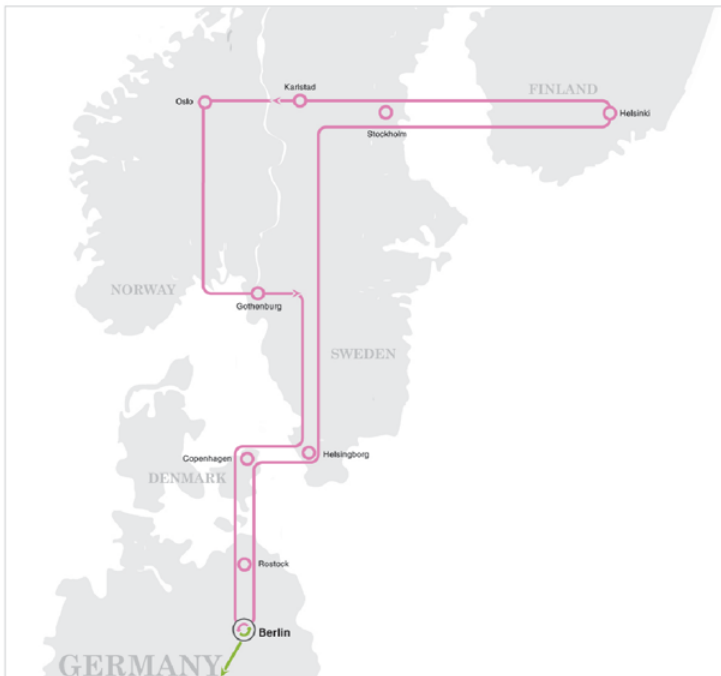 Karlstad
FINLAND
Oslo
Helsinki
Stockholm
NORWAY
Gothenburg
SWEDEN
Copenhagen
Helsingborg
DENMARK
Rostock
Berlin
GERMANY